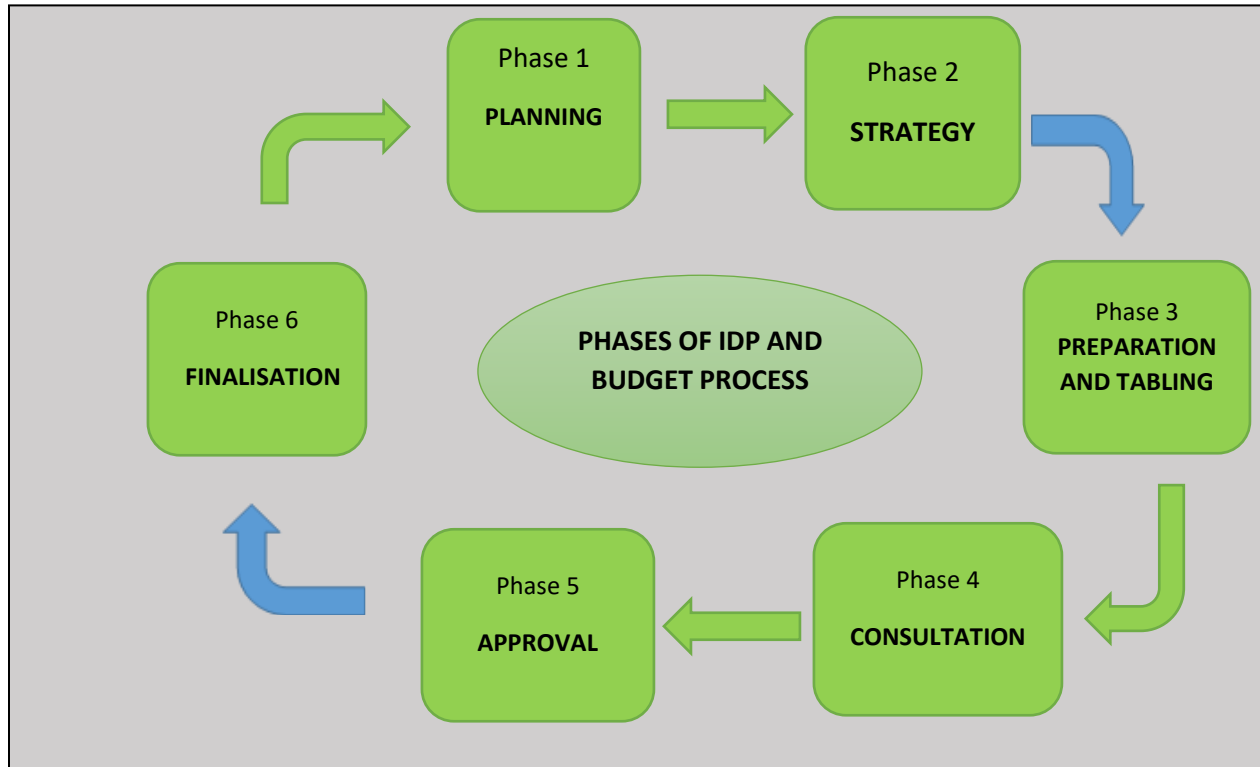 Phase 1
PLANNING
Phase 2
STRATEGY
Phase 3
PREPARATION
AND TABLING
Phase 4
CONSULTATION
Phase 5
APPROVAL
Phase 6
FINALISATION
PHASES OF IDP AND
BUDGET PROCESS